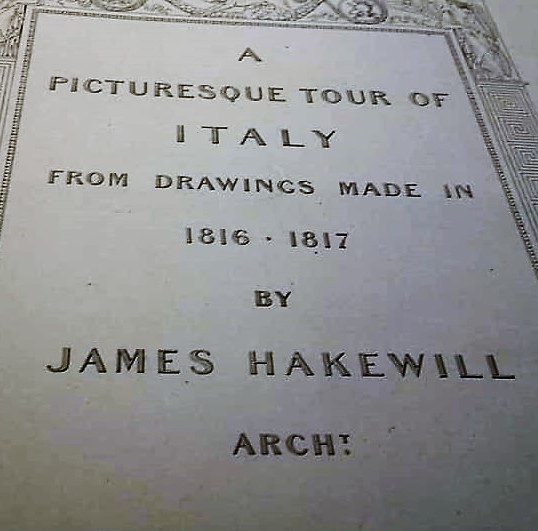 A
PICTURESQUE TOUR OF
ITALY
FROM DRAWINGS MADE IN
1816 · 1817
BY
JAMES HAKEWILL
ARCHT.